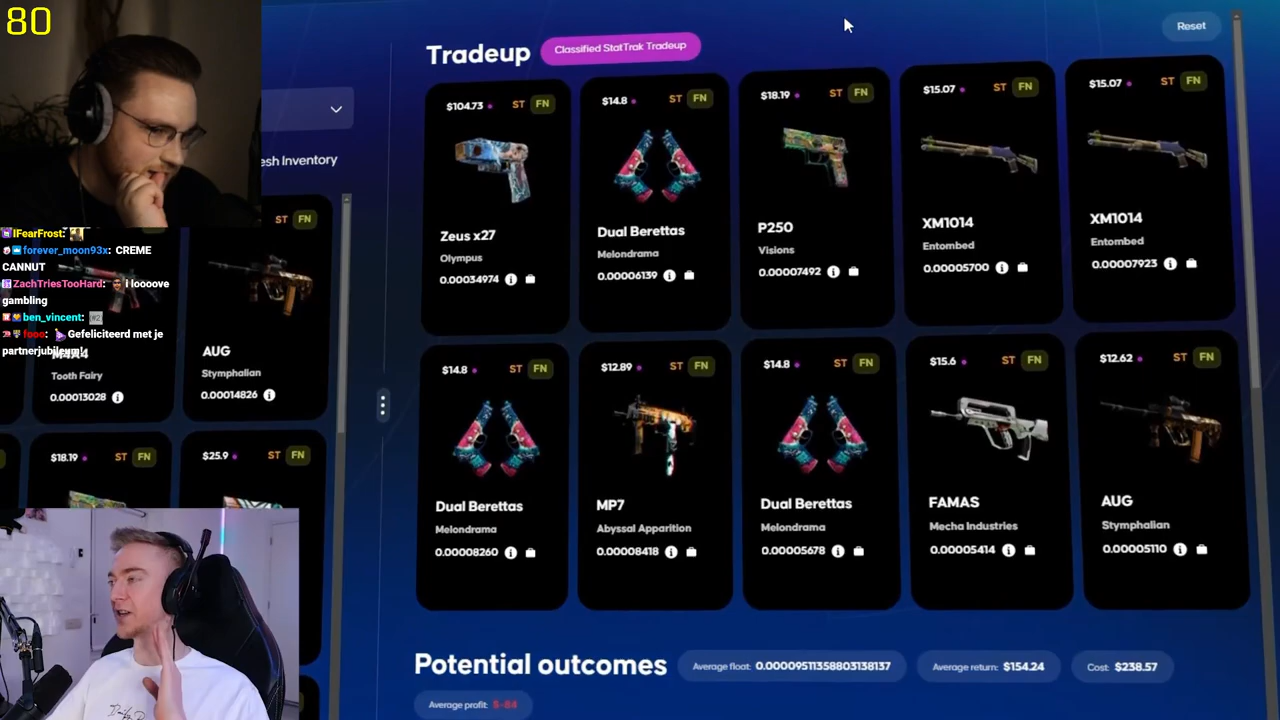 80
Tradeup
Classified StatTrak Tradeup
Reset
esh Inventory
ST FN
IFearFrost:
forever_moon93x: CREME
CANNUT
ZachTriesTooHard: i loooove
gambling
ben_vincent: #2
fooo: Gefeliciteerd met je
partnerjubileum!
Tooth Fairy
0.00013028
AUG
Stymphalian
0.00014826
$18.19 ST FN
$25.9 ST FN
$104.73 ST FN
Zeus x27
Olympus
0.00034974
$14.8 ST FN
Dual Berettas
Melondrama
0.00006139
$18.19 ST FN
P250
Visions
0.00007492
$15.07 ST FN
XM1014
Entombed
0.00005700
$15.07 ST FN
XM1014
Entombed
0.00007923
$14.8 ST FN
Dual Berettas
Melondrama
0.00008260
$12.89 ST FN
MP7
Abyssal Apparition
0.00008418
$14.8 ST FN
Dual Berettas
Melondrama
0.00005678
$15.6 ST FN
FAMAS
Mecha Industries
0.00005414
$12.62 ST FN
AUG
Stymphalian
0.00005110
Potential outcomes
Average float: 0.00009511358803138137
Average return: $154.24
Cost: $238.57
Average profit: $-84